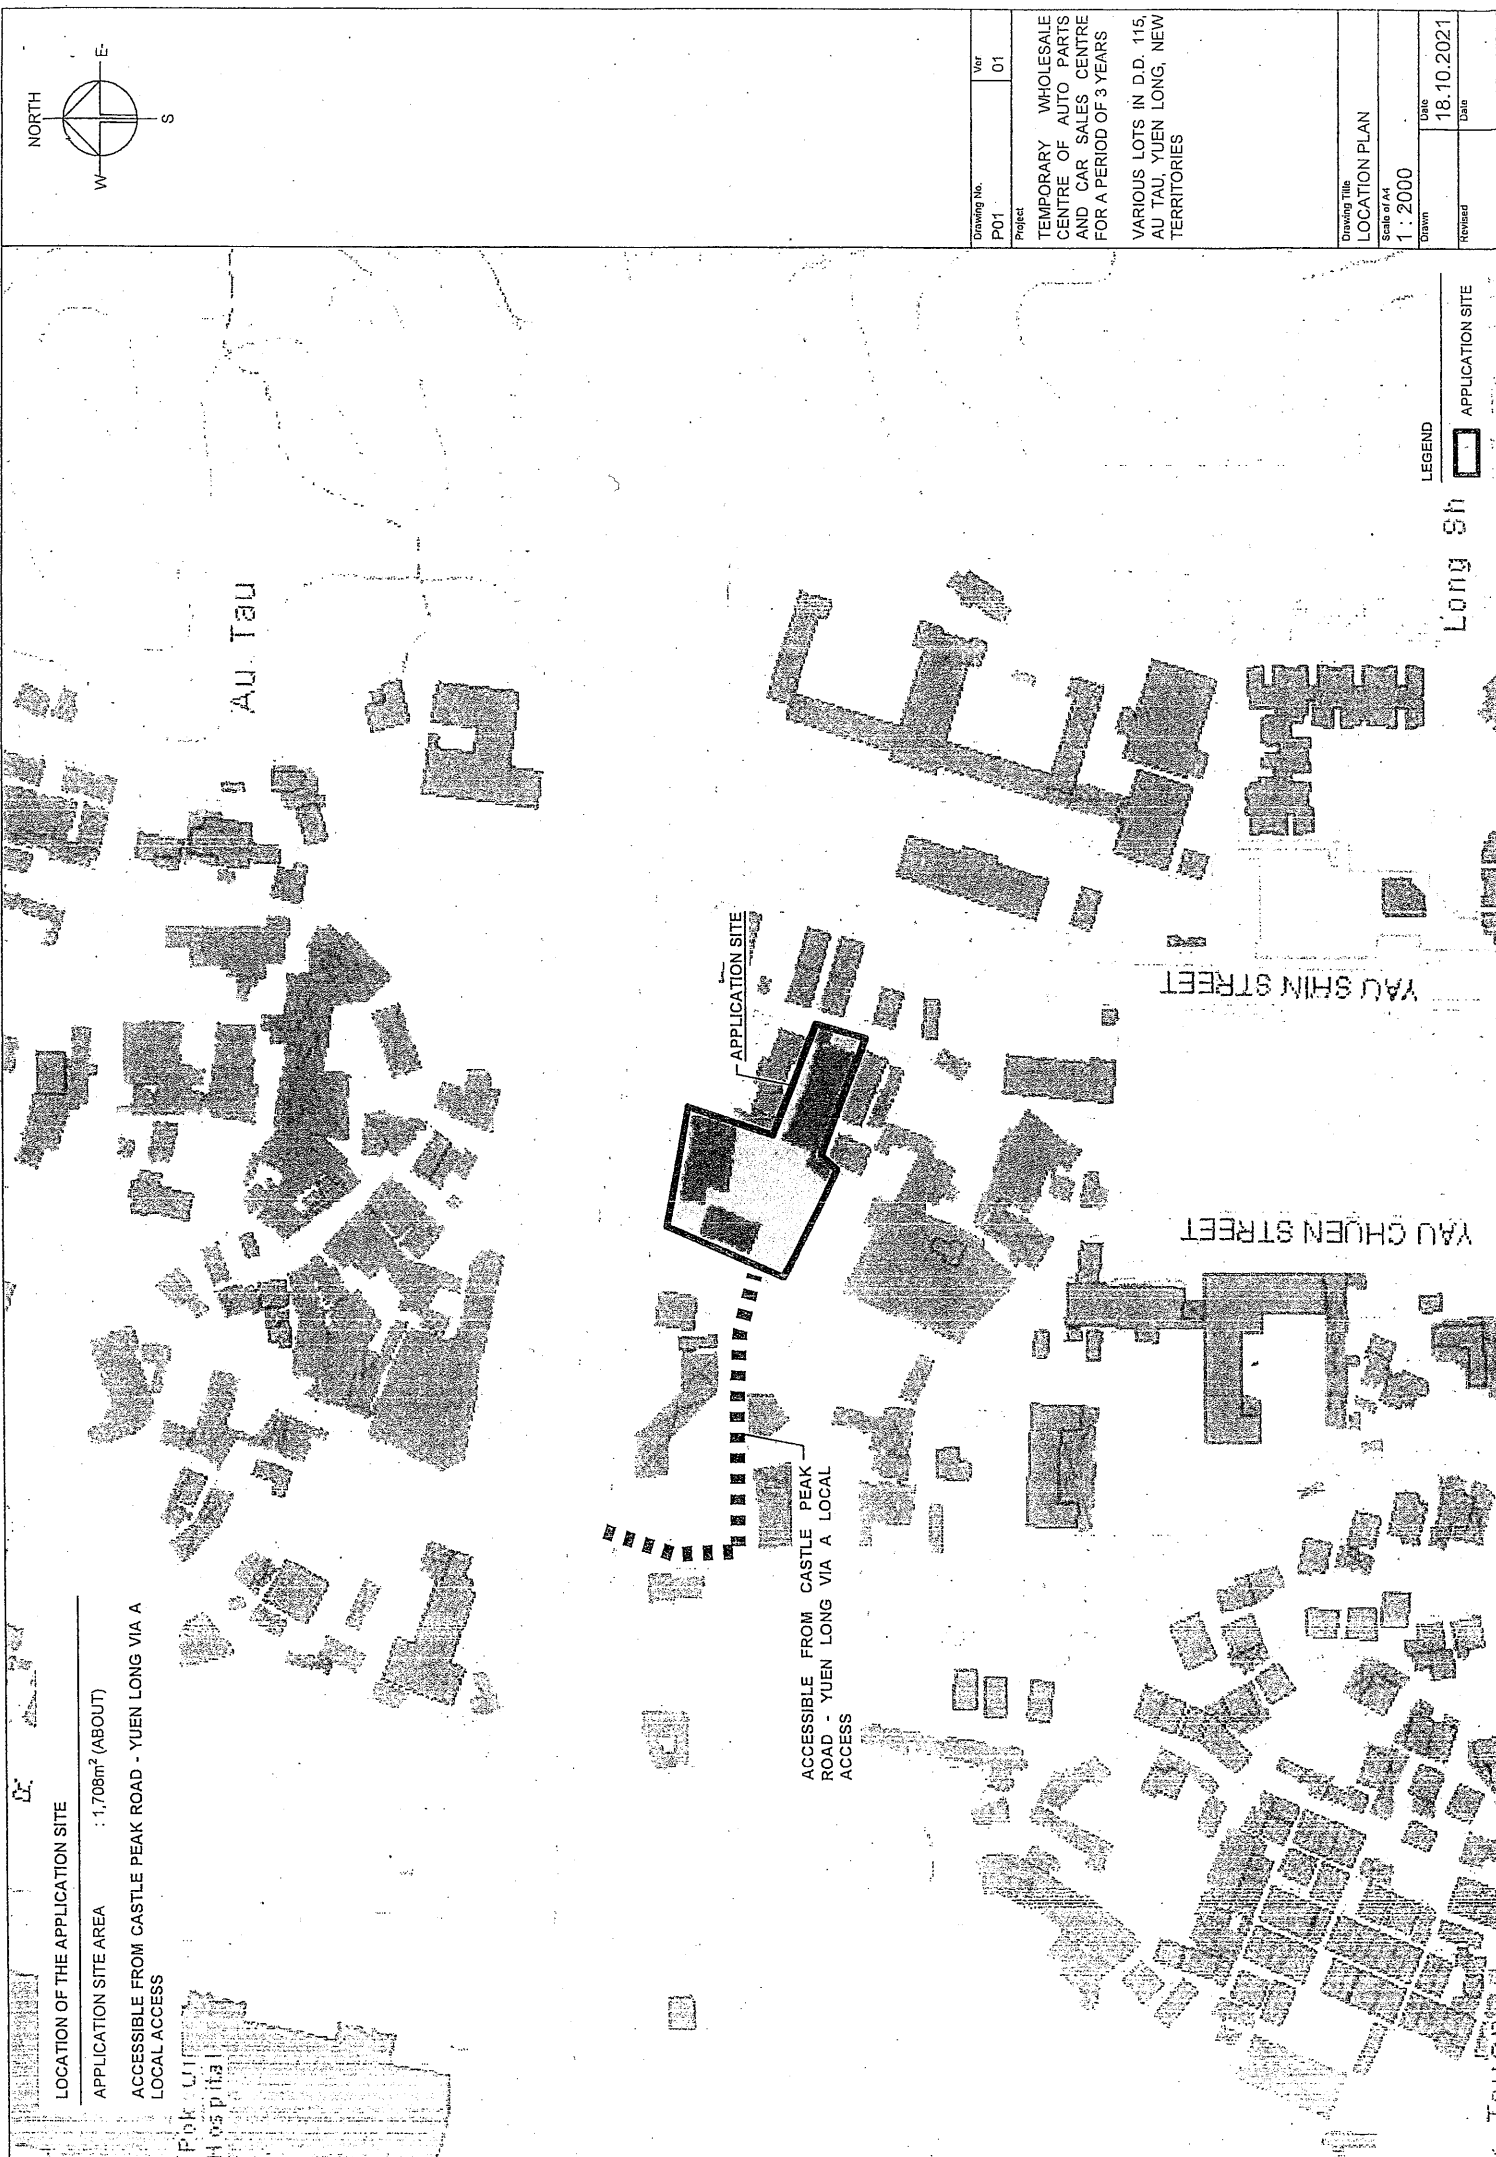 LOCATION OF THE APPLICATION SITE
APPLICATION SITE AREA : 1,708m² (ABOUT)
ACCESSIBLE FROM CASTLE PEAK ROAD - YUEN LONG VIA A
LOCAL ACCESS
Hospital
Au Tau
APPLICATION SITE
ACCESSIBLE FROM CASTLE PEAK
ROAD - YUEN LONG VIA A LOCAL
ACCESS
YAU SHIN STREET
YAU CHUEN STREET
Long Sh
LEGEND
APPLICATION SITE
NORTH
W
E
S
Drawing No.
P01
Ver
01
Project
TEMPORARY WHOLESALE
CENTRE OF AUTO PARTS
AND CAR SALES CENTRE
FOR A PERIOD OF 3 YEARS
VARIOUS LOTS IN D.D. 115,
AU TAU, YUEN LONG, NEW
TERRITORIES
Drawing Title
LOCATION PLAN
Scale of A4
1 : 2000
Drawn
Date
18.10.2021
Revised
Date